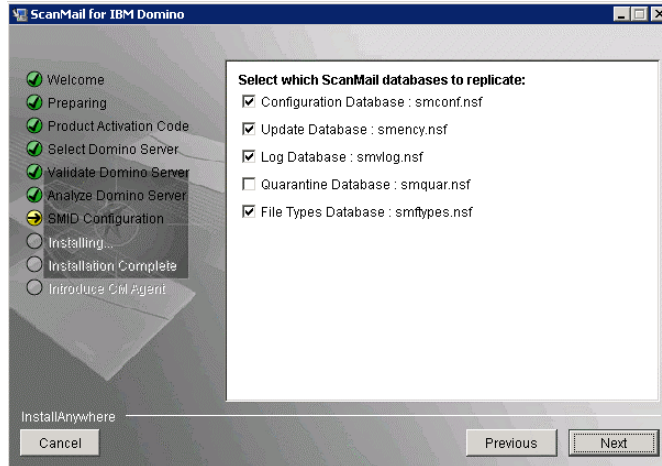 ScanMail for IBM Domino
Welcome
Preparing
Product Activation Code
Select Domino Server
Validate Domino Server
Analyze Domino Server
SMID Configuration
Installing...
Installation Complete
Introduce CM Agent
Select which ScanMail databases to replicate:
Configuration Database : smconf.nsf
Update Database : smency.nsf
Log Database : smvlog.nsf
Quarantine Database : smquar.nsf
File Types Database : smftypes.nsf
InstallAnywhere
Cancel
Previous
Next